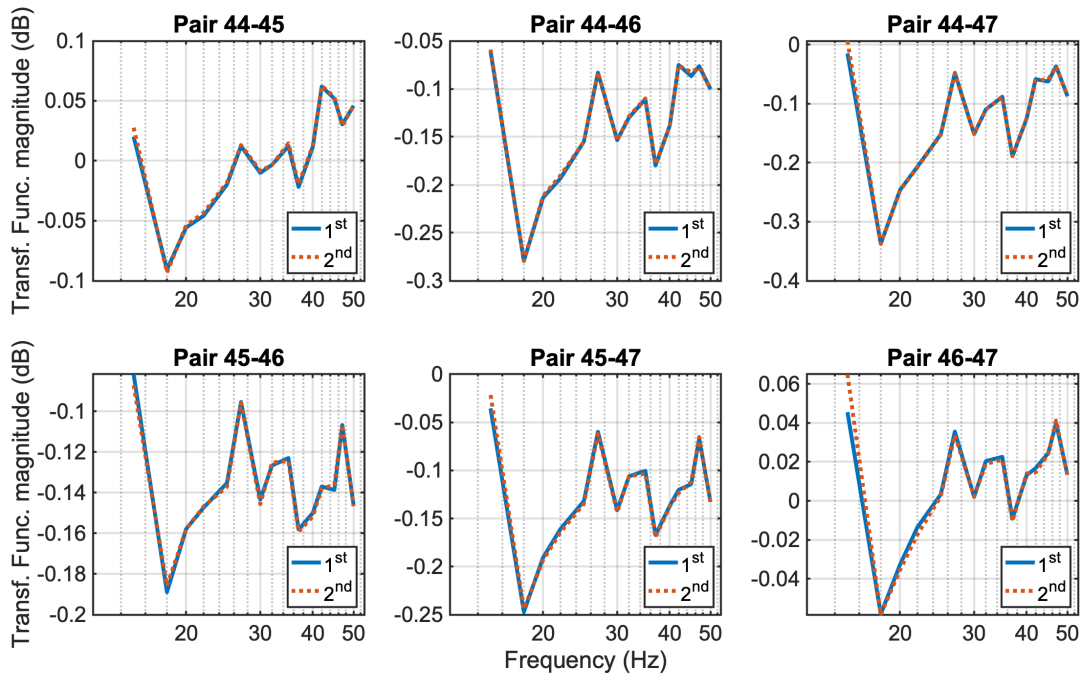 Pair 44-45
Pair 44-46
Pair 44-47
Transf. Func. magnitude (dB)
0.1
0.05
0
-0.05
-0.1
20 30 40 50
1st
2nd
-0.05
-0.1
-0.15
-0.2
-0.25
-0.3
20 30 40 50
1st
2nd
0
-0.1
-0.2
-0.3
-0.4
20 30 40 50
1st
2nd
Pair 45-46
Pair 45-47
Pair 46-47
Transf. Func. magnitude (dB)
-0.1
-0.12
-0.14
-0.16
-0.18
-0.2
20 30 40 50
1st
2nd
0
-0.05
-0.1
-0.15
-0.2
-0.25
20 30 40 50
1st
2nd
0.06
0.04
0.02
0
-0.02
-0.04
20 30 40 50
1st
2nd
Frequency (Hz)